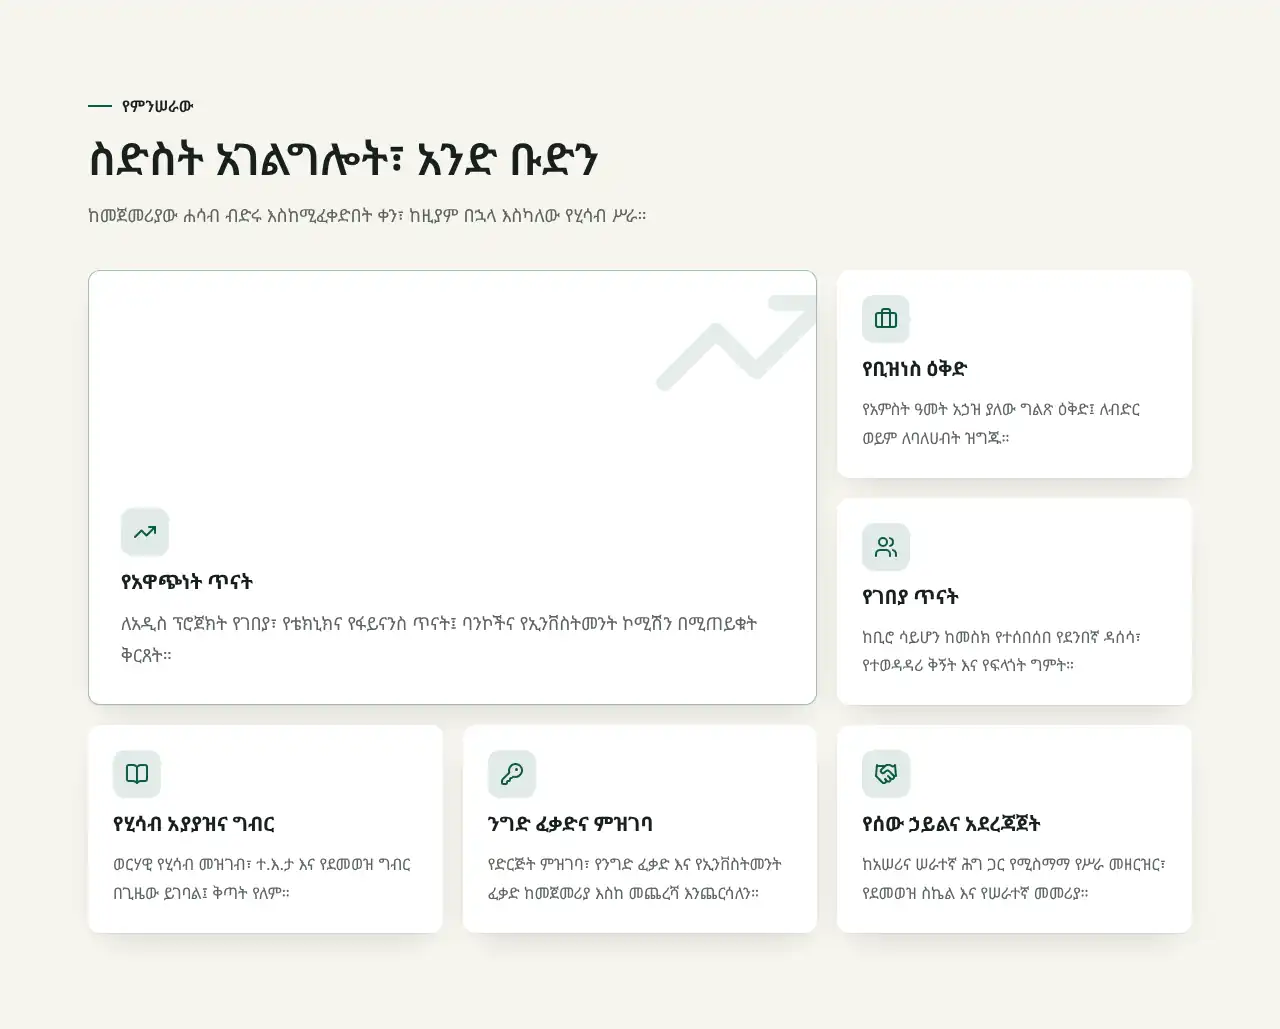 የምንሠራው
ስድስት አገልግሎት፣ አንድ ቡድን
ከመጀመሪያው ሐሳብ ብድሩ እስከሚፈቀድበት ቀን፣ ከዚያም በኋላ እስካለው የሂሳብ ሥራ።
የአዋጭነት ጥናት
ለአዲስ ፕሮጀክት የገበያ፣ የቴክኒክና የፋይናንስ ጥናት፤ ባንኮችና የኢንቨስትመንት ኮሚሽን በሚጠይቁት
ቅርጸት።
የቢዝነስ ዕቅድ
የአምስት ዓመት አኃዝ ያለው ግልጽ ዕቅድ፤ ለብድር
ወይም ለባለሀብት ዝግጁ።
የገበያ ጥናት
ከቢሮ ሳይሆን ከመስክ የተሰበሰበ የደንበኛ ዳሰሳ፣
የተወዳዳሪ ቅኝት እና የፍላጎት ግምት።
የሂሳብ አያያዝና ግብር
ወርሃዊ የሂሳብ መዝገብ፣ ተ.እ.ታ እና የደመወዝ ግብር
በጊዜው ይገባል፤ ቅጣት የለም።
ንግድ ፈቃድና ምዝገባ
የድርጅት ምዝገባ፣ የንግድ ፈቃድ እና የኢንቨስትመንት
ፈቃድ ከመጀመሪያ እስከ መጨረሻ እንጨርሳለን።
የሰው ኃይልና አደረጃጀት
ከአሠሪና ሠራተኛ ሕግ ጋር የሚስማማ የሥራ መዘርዝር፣
የደመወዝ ስኬል እና የሠራተኛ መመሪያ።